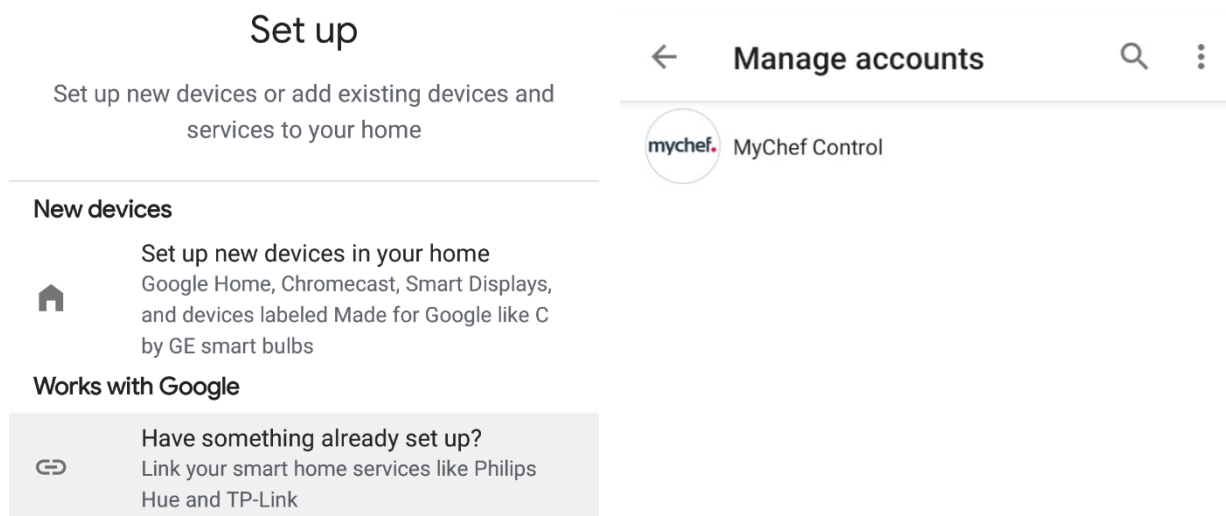 Set up
Set up new devices or add existing devices and
services to your home
New devices
Set up new devices in your home
Google Home, Chromecast, Smart Displays,
and devices labeled Made for Google like C
by GE smart bulbs
Works with Google
Have something already set up?
Link your smart home services like Philips
Hue and TP-Link
Manage accounts
mychef.
MyChef Control